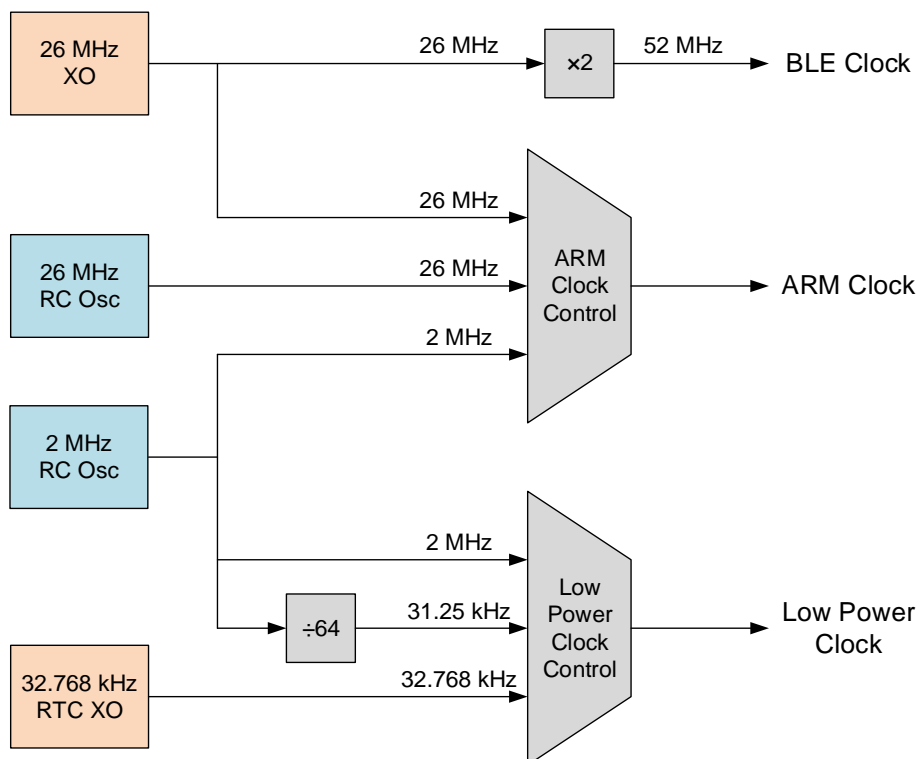 26 MHz
XO
26 MHz
×2
52 MHz
BLE Clock
26 MHz
26 MHz
RC Osc
26 MHz
ARM
Clock
Control
ARM Clock
2 MHz
2 MHz
RC Osc
2 MHz
Low
Power
Clock
Control
÷64
31.25 kHz
Low Power
Clock
32.768 kHz
RTC XO
32.768 kHz